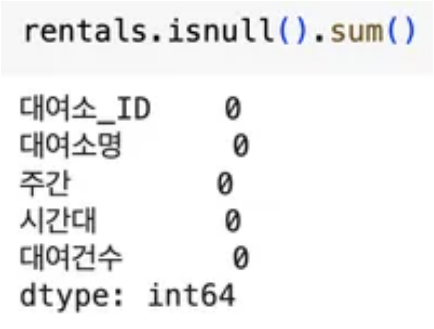 rentals.isnull().sum()
대여소_ID 0
대여소명 0
주간 0
시간대 0
대여건수 0
dtype: int64